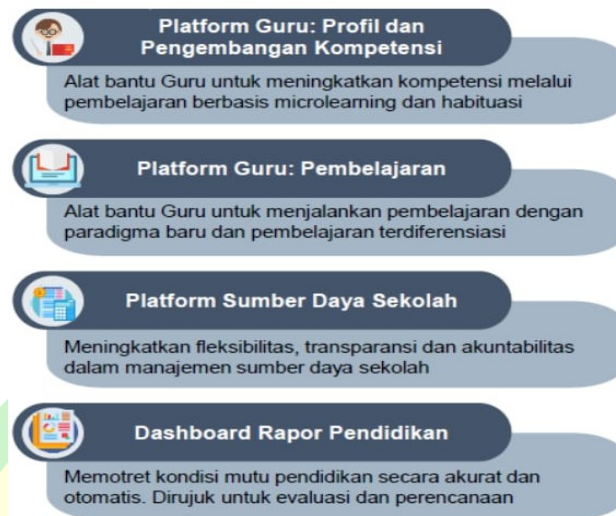 Platform Guru: Profil dan
Pengembangan Kompetensi
Alat bantu Guru untuk meningkatkan kompetensi melalui
pembelajaran berbasis microlearning dan habituasi
Platform Guru: Pembelajaran
Alat bantu Guru untuk menjalankan pembelajaran dengan
paradigma baru dan pembelajaran terdiferensiasi
Platform Sumber Daya Sekolah
Meningkatkan fleksibilitas, transparansi dan akuntabilitas
dalam manajemen sumber daya sekolah
Dashboard Rapor Pendidikan
Memotret kondisi mutu pendidikan secara akurat dan
otomatis. Dirujuk untuk evaluasi dan perencanaan